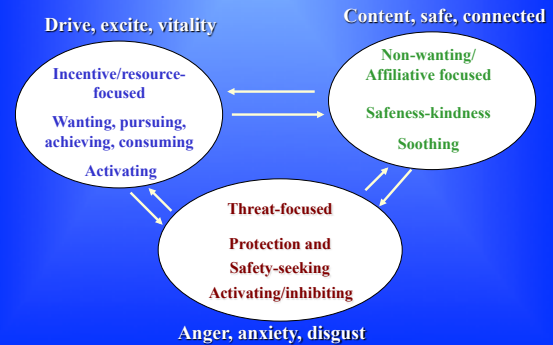 Drive, excite, vitality
Content, safe, connected
Incentive/resource-
focused
Wanting, pursuing,
achieving, consuming
Activating
Non-wanting/
Affiliative focused
Safeness-kindness
Soothing
Threat-focused
Protection and
Safety-seeking
Activating/inhibiting
Anger, anxiety, disgust